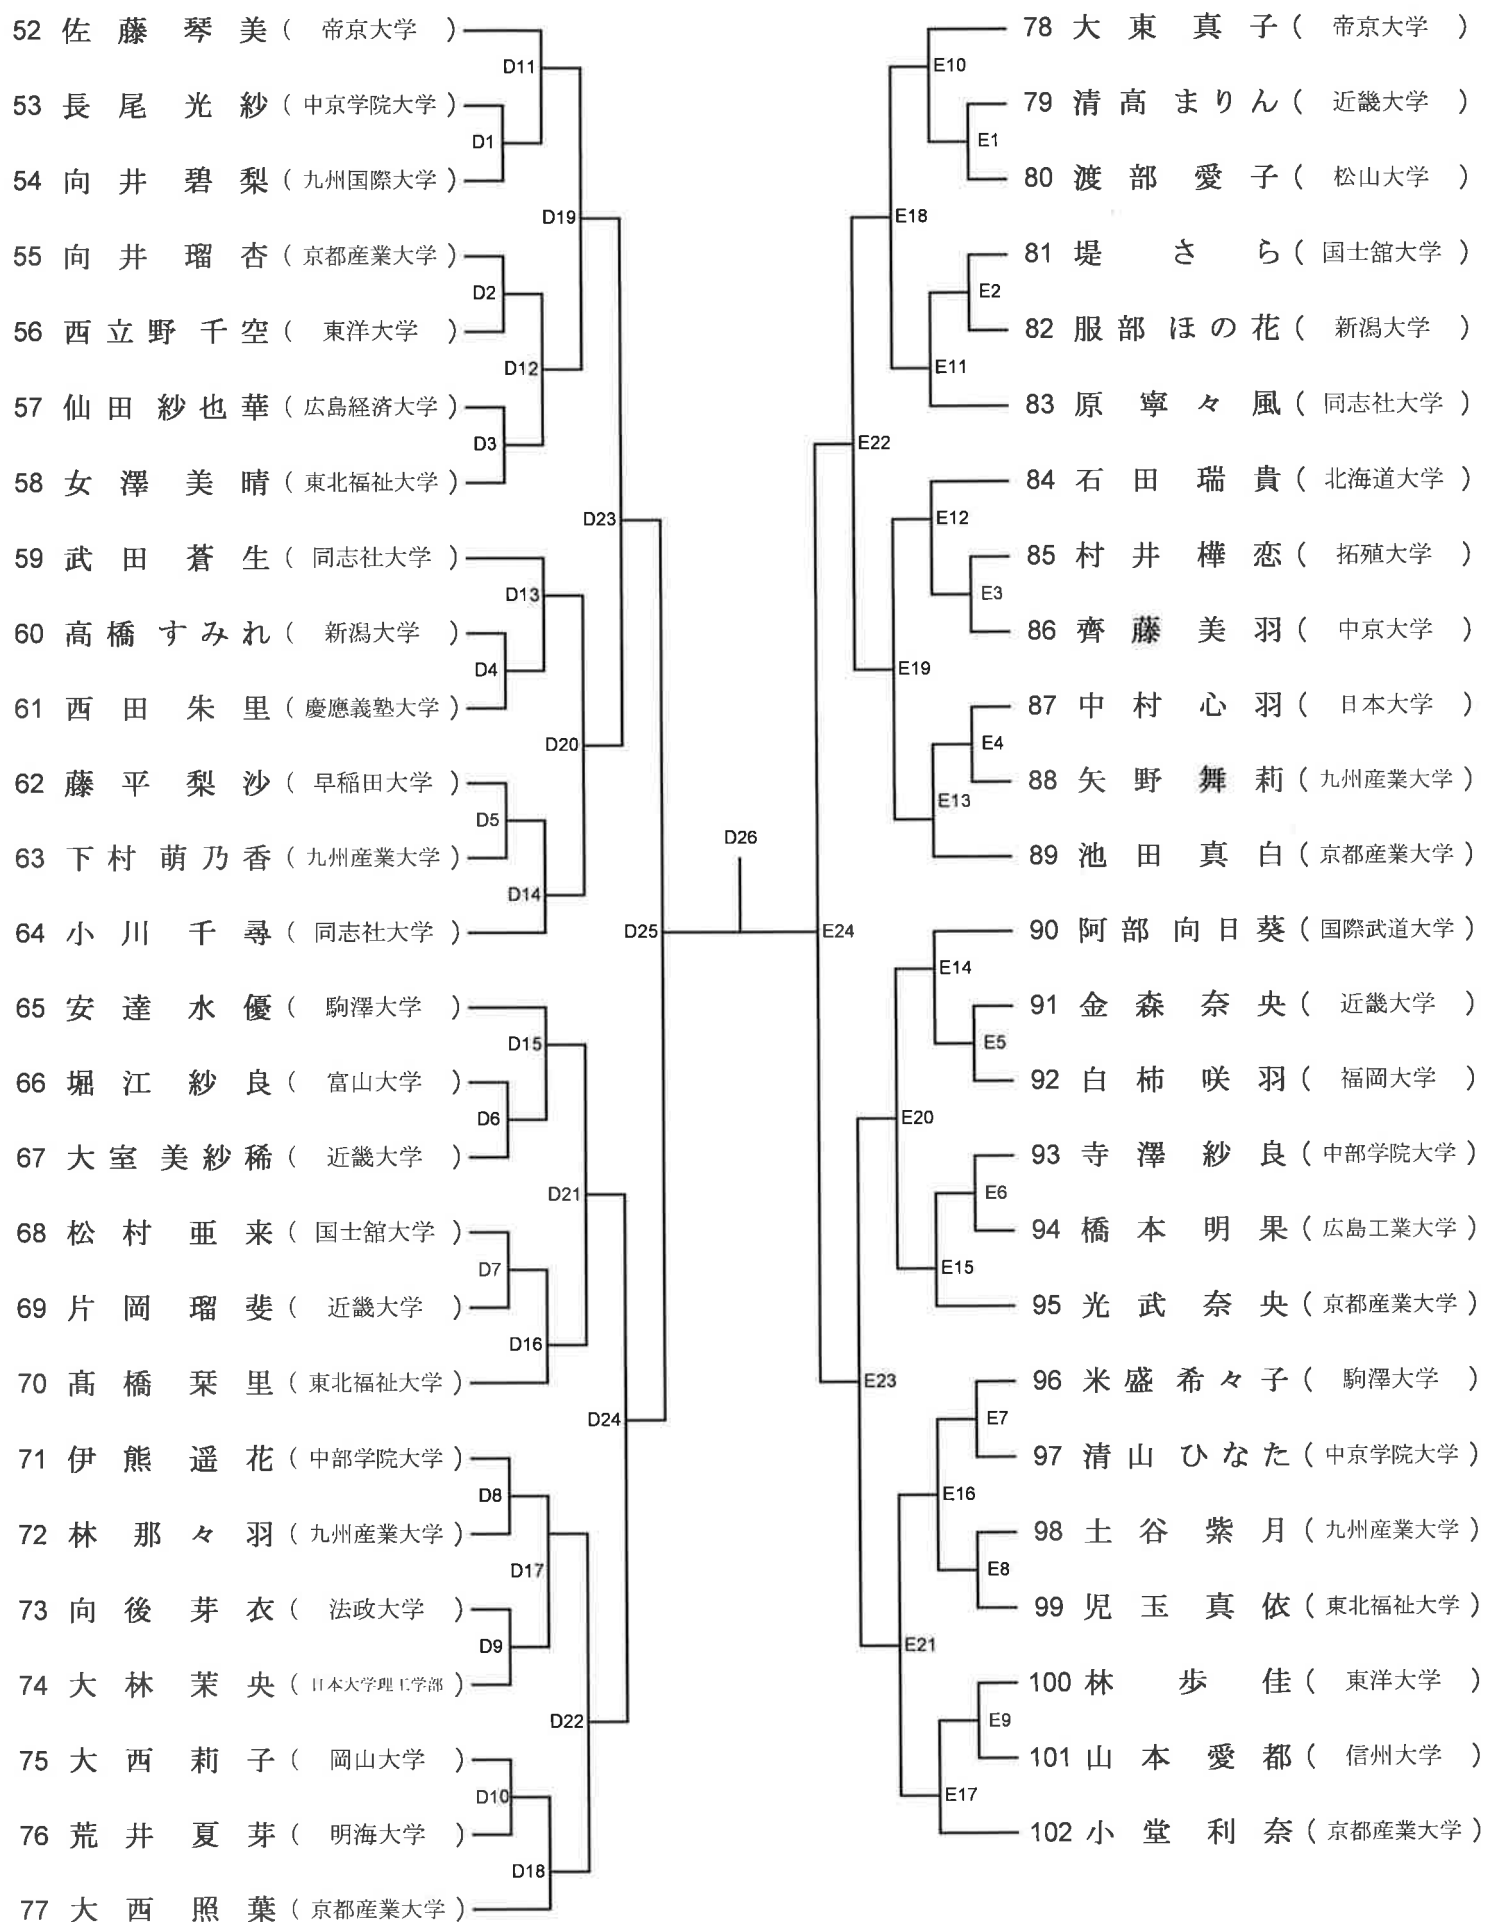 52 佐藤琴美（帝京大学）
53 長尾光紗（中京学院大学）
54 向井碧梨（九州国際大学）
55 向井瑠杏（京都産業大学）
56 西立野千空（東洋大学）
57 仙田紗也華（広島経済大学）
58 女澤美晴（東北福祉大学）
59 武田蒼生（同志社大学）
60 高橋すみれ（新潟大学）
61 西田朱里（慶應義塾大学）
62 藤平梨沙（早稲田大学）
63 下村萌乃香（九州産業大学）
64 小川千尋（同志社大学）
65 安達水優（駒澤大学）
66 堀江紗良（富山大学）
67 大室美紗稀（近畿大学）
68 松村亜来（国士舘大学）
69 片岡瑠斐（近畿大学）
70 髙橋栞里（東北福祉大学）
71 伊熊遥花（中部学院大学）
72 林那々羽（九州産業大学）
73 向後芽衣（法政大学）
74 大林茉央（日本大学理工学部）
75 大西莉子（岡山大学）
76 荒井夏芽（明海大学）
77 大西照葉（京都産業大学）
D11
D1
D19
D2
D12
D3
D23
D13
D4
D20
D5
D14
D25
D15
D6
D21
D7
D16
D24
D8
D17
D9
D22
D10
D18
D26
E10
E1
E18
E2
E11
E22
E12
E3
E19
E4
E13
E24
E14
E5
E20
E6
E15
E23
E7
E16
E8
E21
E9
E17
78 大東真子（帝京大学）
79 清高まりん（近畿大学）
80 渡部愛子（松山大学）
81 堤さら（国士舘大学）
82 服部ほの花（新潟大学）
83 原寧々風（同志社大学）
84 石田瑞貴（北海道大学）
85 村井樺恋（拓殖大学）
86 齊藤美羽（中京大学）
87 中村心羽（日本大学）
88 矢野舞莉（九州産業大学）
89 池田真白（京都産業大学）
90 阿部向日葵（国際武道大学）
91 金森奈央（近畿大学）
92 白柿咲羽（福岡大学）
93 寺澤紗良（中部学院大学）
94 橋本明果（広島工業大学）
95 光武奈央（京都産業大学）
96 米盛希々子（駒澤大学）
97 清山ひなた（中京学院大学）
98 土谷紫月（九州産業大学）
99 児玉真依（東北福祉大学）
100 林歩佳（東洋大学）
101 山本愛都（信州大学）
102 小堂利奈（京都産業大学）